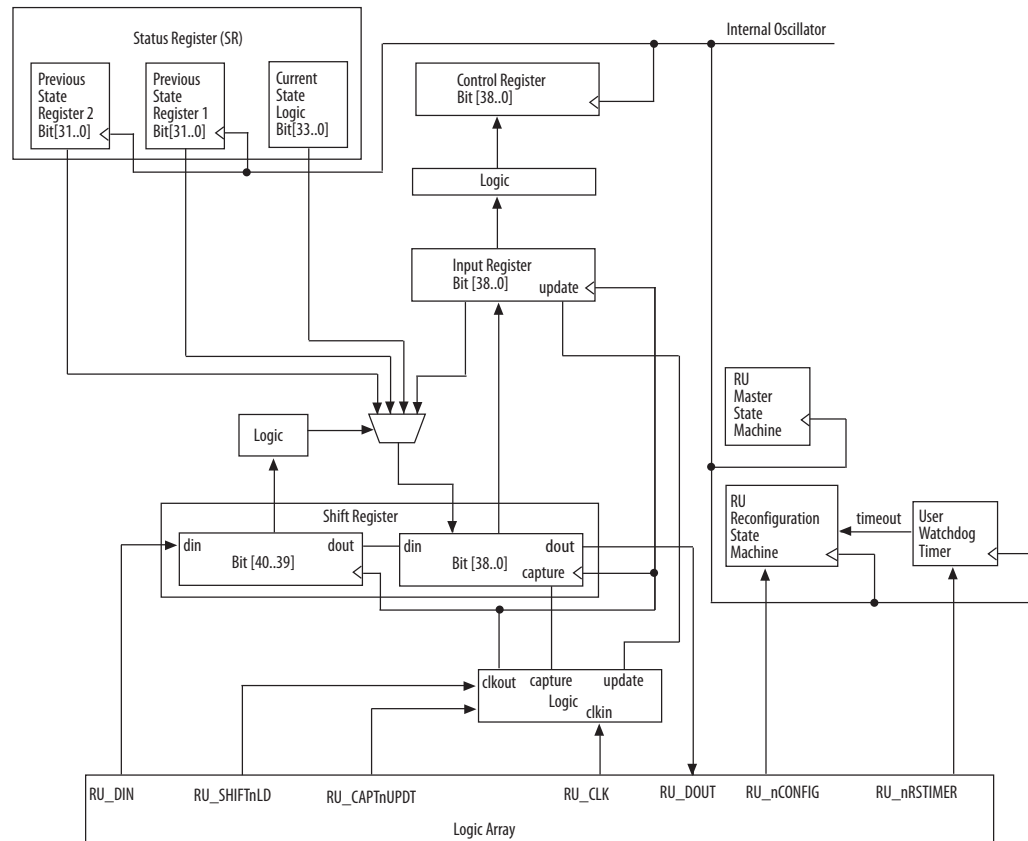 Status Register (SR)
Internal Oscillator
Previous
State
Register 2
Bit[31..0]
Previous
State
Register 1
Bit[31..0]
Current
State
Logic
Bit[33..0]
Control Register
Bit [38..0]
Logic
Input Register
Bit [38..0]
update
RU
Master
State
Machine
Logic
Shift Register
din
dout
Bit [40..39]
din
dout
Bit [38..0]
capture
RU
Reconfiguration
State
Machine
timeout
User
Watchdog
Timer
clkout
capture
update
Logic
clkin
RU_DIN
RU_SHIFTnLD
RU_CAPTnUPDT
RU_CLK
RU_DOUT
RU_nCONFIG
RU_nRSTIMER
Logic Array